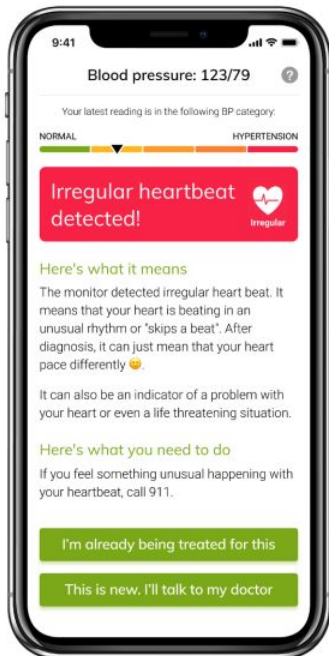 9:41
Blood pressure: 123/79 ?
Your latest reading is in the following BP category:
NORMAL HYPERTENSION
Irregular heartbeat
detected!
Irregular
Here's what it means
The monitor detected irregular heart beat. It
means that your heart is beating in an
unusual rhythm or "skips a beat". After
diagnosis, it can just mean that your heart
pace differently 😀.
It can also be an indicator of a problem with
your heart or even a life threatening situation.
Here's what you need to do
If you feel something unusual happening with
your heartbeat, call 911.
I'm already being treated for this
This is new. I'll talk to my doctor